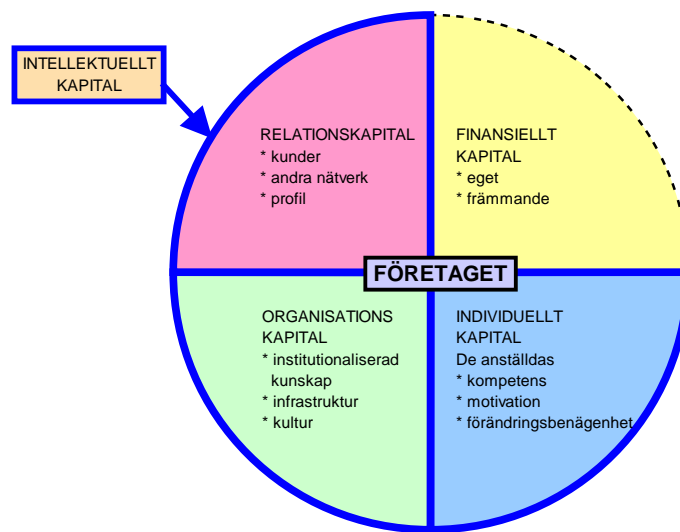 INTELLEKTUELLT
KAPITAL
RELATIONSKAPITAL
* kunder
* andra nätverk
* profil
FINANSIELLT
KAPITAL
* eget
* främmande
FÖRETAGET
ORGANISATIONS
KAPITAL
* institutionaliserad
kunskap
* infrastruktur
* kultur
INDIVIDUELLT
KAPITAL
De anställdas
* kompetens
* motivation
* förändringsbenägenhet